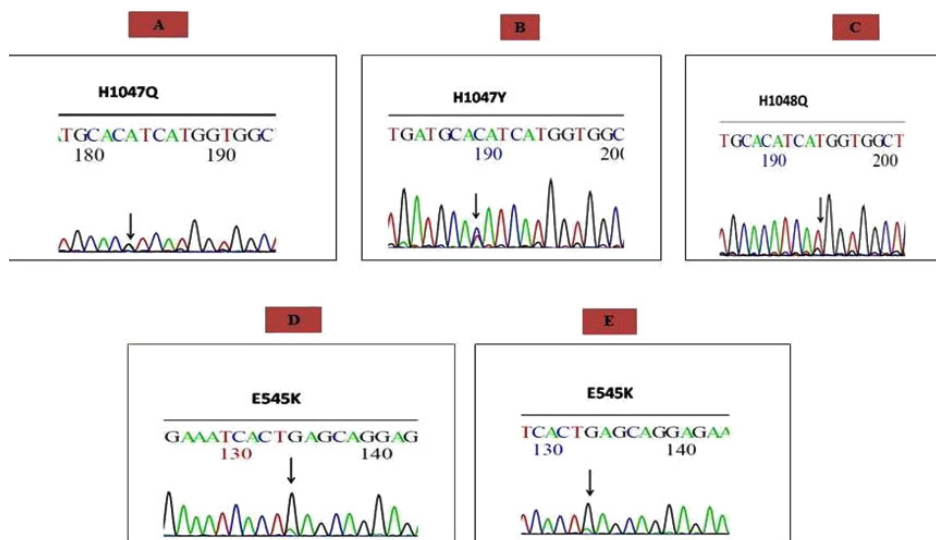 A
B
C
H1047Q
ATGCACATCATGGTGGC
180 190
H1047Y
TGATGCACATCATGGTGGC
190 200
H1048Q
TGCACATCATGGTGGCT
190 200
D
E
E545K
GAAATCACTGAGCAGGAG
130 140
E545K
TCACTGAGCAGGAGAA
130 140